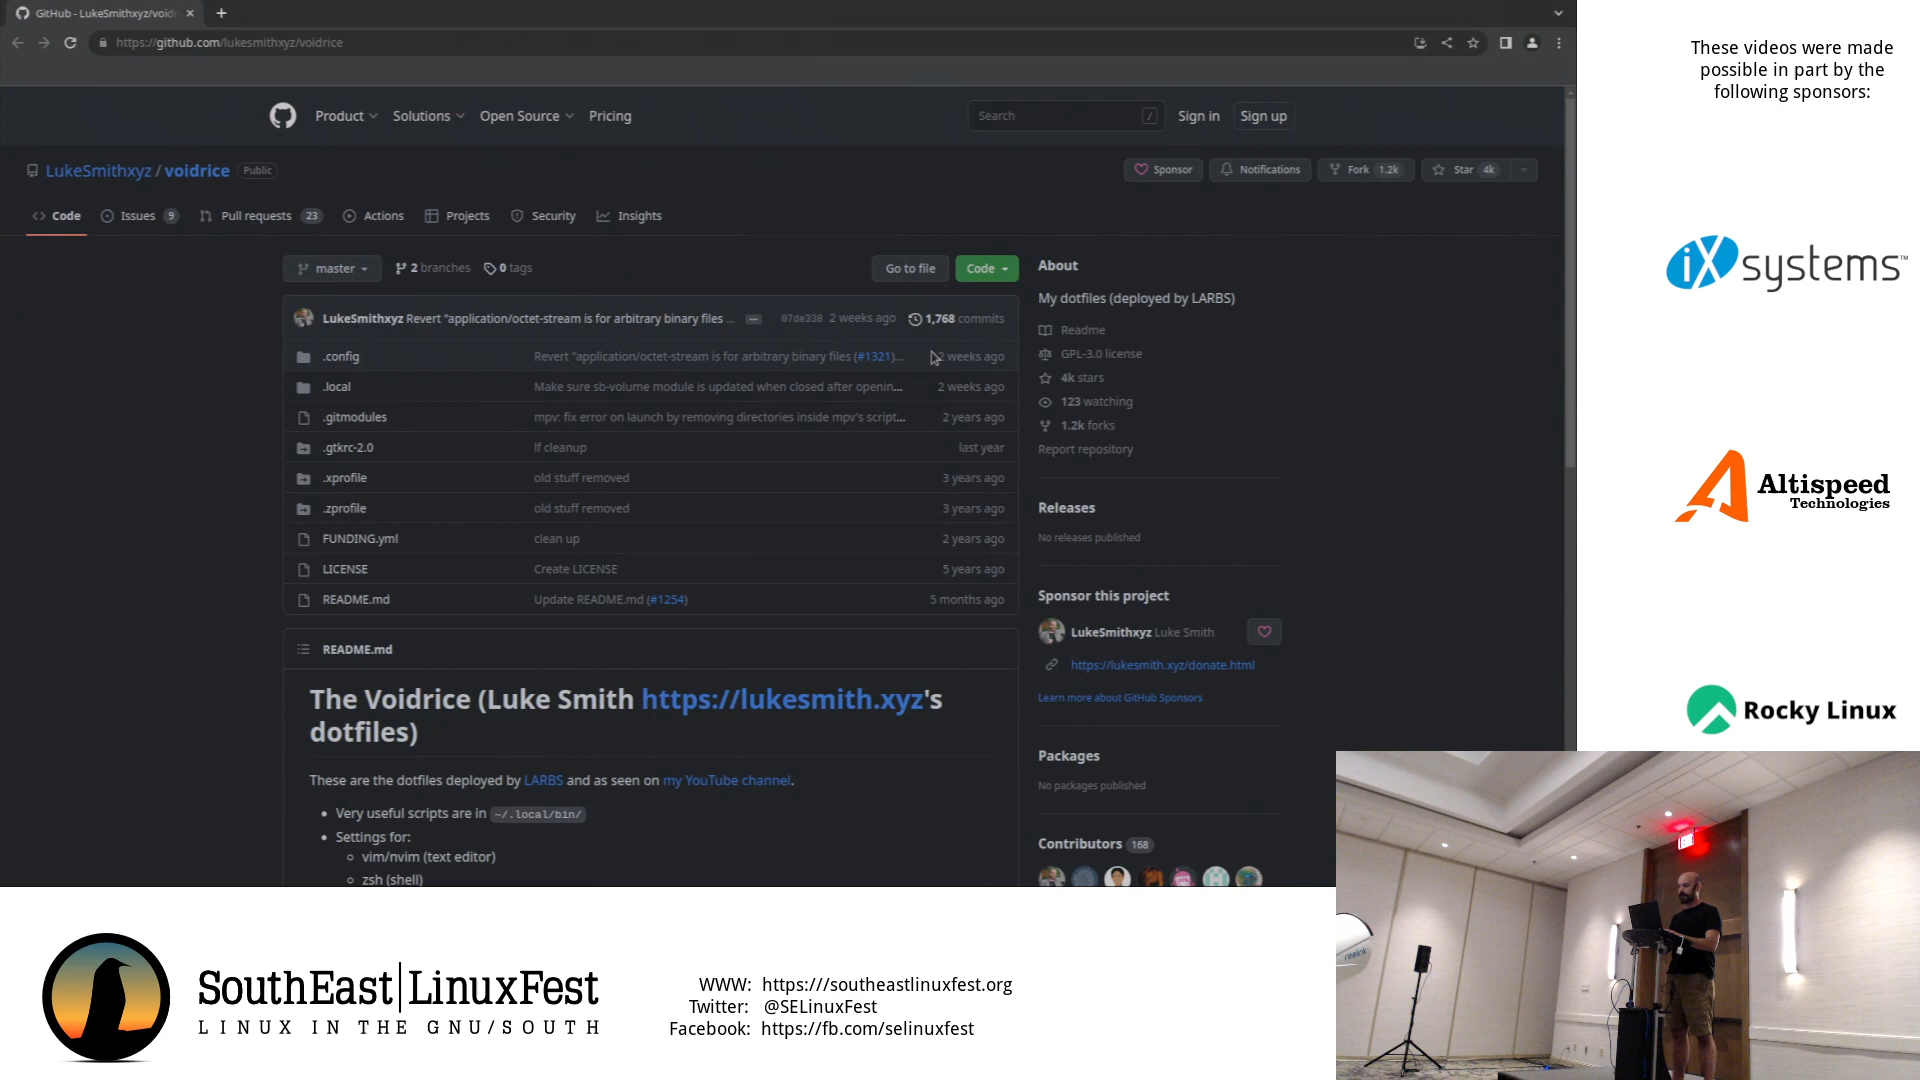 GitHub - LukeSmithxyz/voidr
https://github.com/lukesmithxyz/voidrice
Product
Solutions
Open Source
Pricing
Search
/
Sign in
Sign up
LukeSmithxyz / voidrice
Public
Sponsor
Notifications
Fork 1.2k
Star 4k
Code
Issues 9
Pull requests 23
Actions
Projects
Security
Insights
master
2 branches
0 tags
Go to file
Code
LukeSmithxyz Revert "application/octet-stream is for arbitrary binary files ...
07de338 2 weeks ago
1,768 commits
.config Revert "application/octet-stream is for arbitrary binary files (#1321)... 2 weeks ago
.local Make sure sb-volume module is updated when closed after openin... 2 weeks ago
.gitmodules mpv: fix error on launch by removing directories inside mpv's script... 2 years ago
.gtkrc-2.0 lf cleanup last year
.xprofile old stuff removed 3 years ago
.zprofile old stuff removed 3 years ago
FUNDING.yml clean up 2 years ago
LICENSE Create LICENSE 5 years ago
README.md Update README.md (#1254) 5 months ago
README.md
The Voidrice (Luke Smith https://lukesmith.xyz's
dotfiles)
These are the dotfiles deployed by LARBS and as seen on my YouTube channel.
Very useful scripts are in ~/.local/bin/
Settings for:
vim/nvim (text editor)
zsh (shell)
About
My dotfiles (deployed by LARBS)
Readme
GPL-3.0 license
4k stars
123 watching
1.2k forks
Report repository
Releases
No releases published
Sponsor this project
LukeSmithxyz Luke Smith
https://lukesmith.xyz/donate.html
Learn more about GitHub Sponsors
Packages
No packages published
Contributors 168
These videos were made
possible in part by the
following sponsors:
iXsystems™
Altispeed
Technologies
Rocky Linux
SouthEast|LinuxFest
LINUX IN THE GNU/SOUTH
WWW: https:///southeastlinuxfest.org
Twitter: @SELinuxFest
Facebook: https://fb.com/selinuxfest